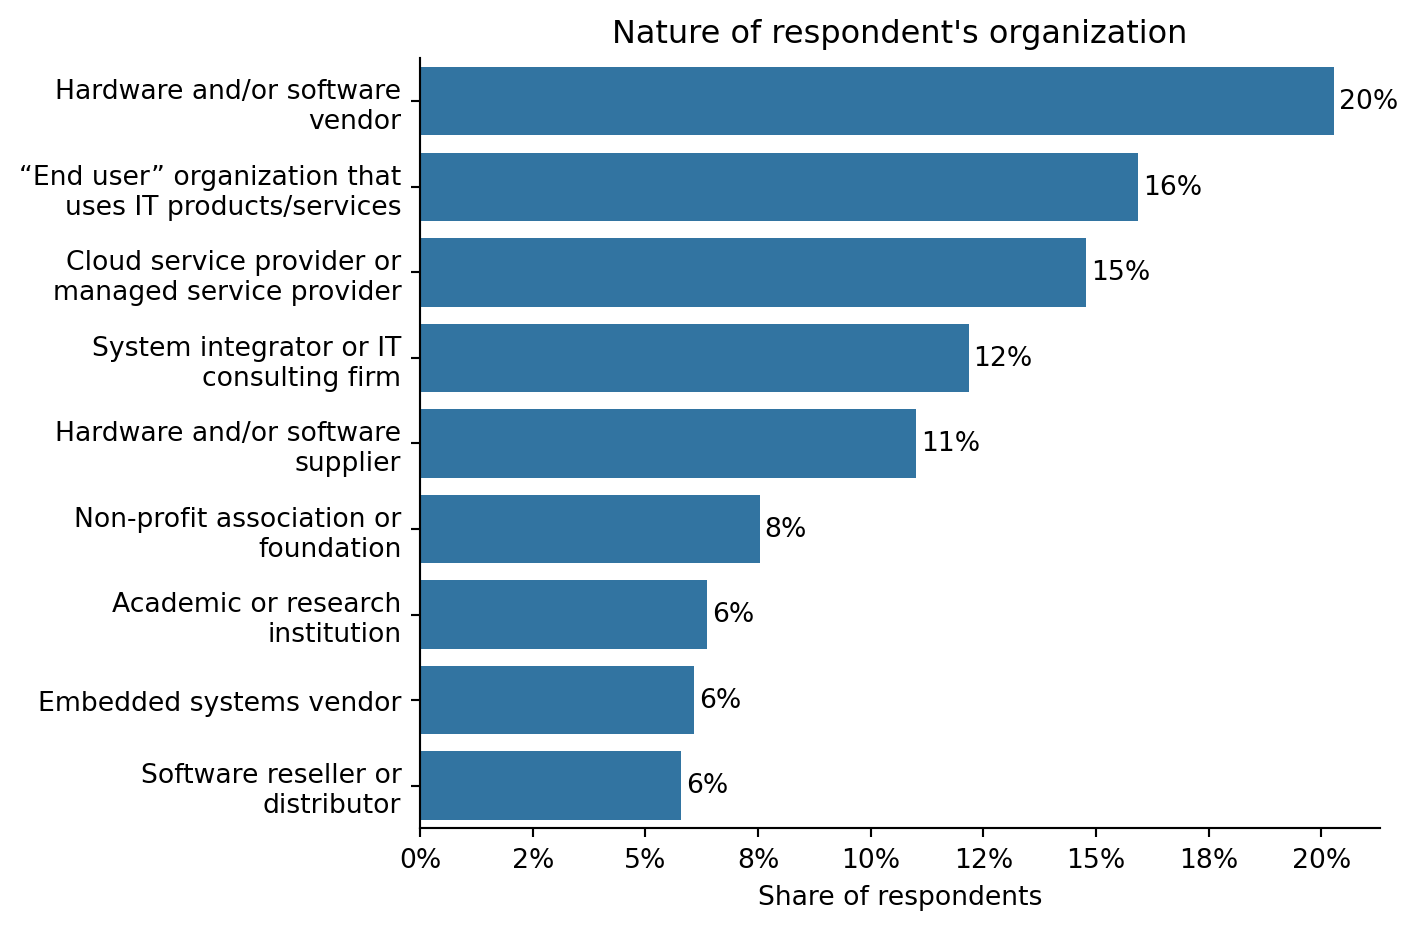 Nature of respondent's organization
Hardware and/or software
vendor
20%
“End user” organization that
uses IT products/services
16%
Cloud service provider or
managed service provider
15%
System integrator or IT
consulting firm
12%
Hardware and/or software
supplier
11%
Non-profit association or
foundation
8%
Academic or research
institution
6%
Embedded systems vendor
6%
Software reseller or
distributor
6%
0% 2% 5% 8% 10% 12% 15% 18% 20%
Share of respondents